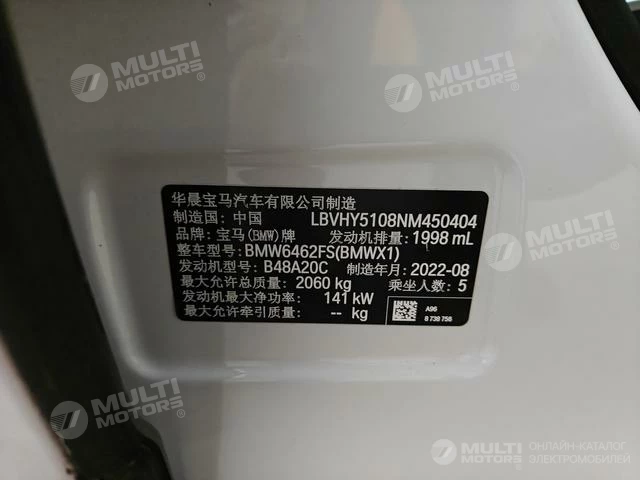 MULTI
MOTORS®
MULTI
MOTORS®
华晨宝马汽车有限公司制造
制造国: 中国 LBVHY5108NM450404
品牌: 宝马(BMW)牌 发动机排量: 1998 mL
整车型号: BMW6462FS(BMWX1)
发动机型号: B48A20C 制造年月: 2022-08
最大允许总质量: 2060 kg 乘坐人数: 5
发动机最大净功率: 141 kW
最大允许牵引质量: -- kg
A96
8 738 756
MULTI
MOTORS®
MULTI
MOTORS
ОНЛАЙН-КАТАЛОГ
ЭЛЕКТРОМОБИЛЕЙ